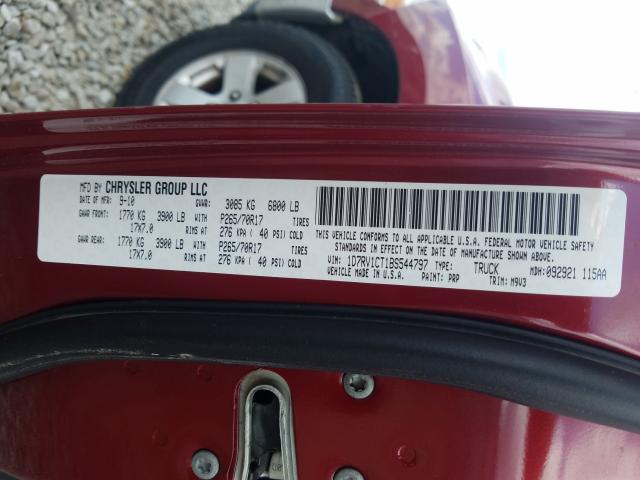 MFD BY CHRYSLER GROUP LLC
DATE OF MFR: 9-10 GVWR: 3085 KG 6800 LB
GAWR FRONT: 1770 KG 3900 LB WITH P265/70R17 TIRES
17X7.0 RIMS AT 276 KPA ( 40 PSI) COLD
GAWR REAR: 1770 KG 3900 LB WITH P265/70R17 TIRES
17X7.0 RIMS AT 276 KPA ( 40 PSI) COLD
THIS VEHICLE CONFORMS TO ALL APPLICABLE U.S.A. FEDERAL MOTOR VEHICLE SAFETY
STANDARDS IN EFFECT ON THE DATE OF MANUFACTURE SHOWN ABOVE.
VIN: 1D7RV1CT1BS544797 TYPE: TRUCK MDH: 092921 115AA
VEHICLE MADE IN U.S.A. PAINT: PRP TRIM: M9V3